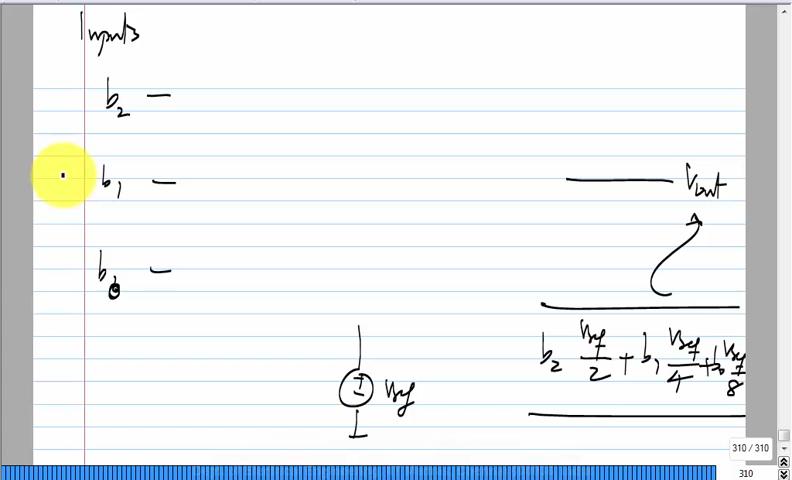 Inputs
b2 —
b1 —
Vout
b0 —
b2 Vref/2 + b1 Vref/4 + b0 Vref/8
+ - Vref
310 / 310
310